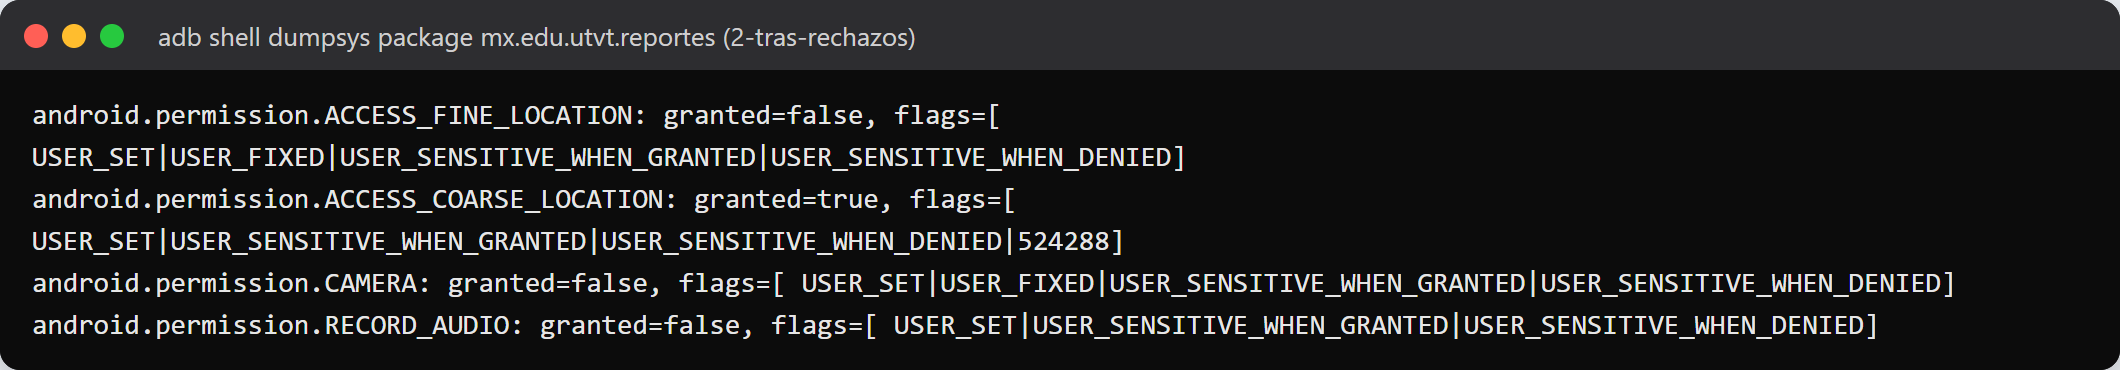 adb shell dumpsys package mx.edu.utvt.reportes (2-tras-rechazos)
android.permission.ACCESS_FINE_LOCATION: granted=false, flags=[
USER_SET|USER_FIXED|USER_SENSITIVE_WHEN_GRANTED|USER_SENSITIVE_WHEN_DENIED]
android.permission.ACCESS_COARSE_LOCATION: granted=true, flags=[
USER_SET|USER_SENSITIVE_WHEN_GRANTED|USER_SENSITIVE_WHEN_DENIED|524288]
android.permission.CAMERA: granted=false, flags=[ USER_SET|USER_FIXED|USER_SENSITIVE_WHEN_GRANTED|USER_SENSITIVE_WHEN_DENIED]
android.permission.RECORD_AUDIO: granted=false, flags=[ USER_SET|USER_SENSITIVE_WHEN_GRANTED|USER_SENSITIVE_WHEN_DENIED]